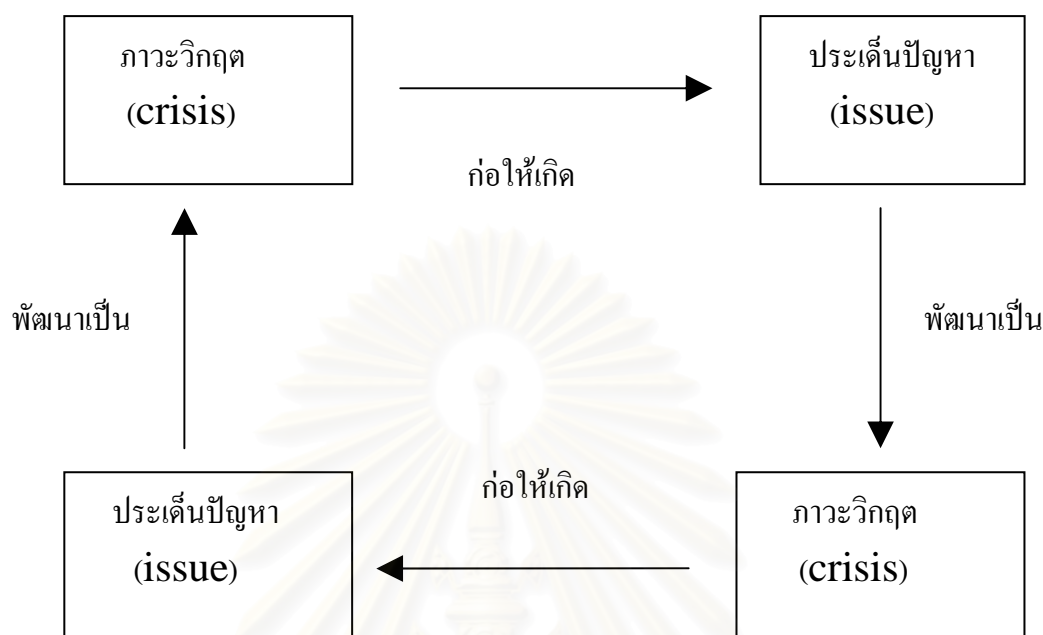 ภาวะวิกฤต
(crisis)
ก่อให้เกิด
ประเด็นปัญหา
(issue)
พัฒนาเป็น
พัฒนาเป็น
ประเด็นปัญหา
(issue)
ก่อให้เกิด
ภาวะวิกฤต
(crisis)